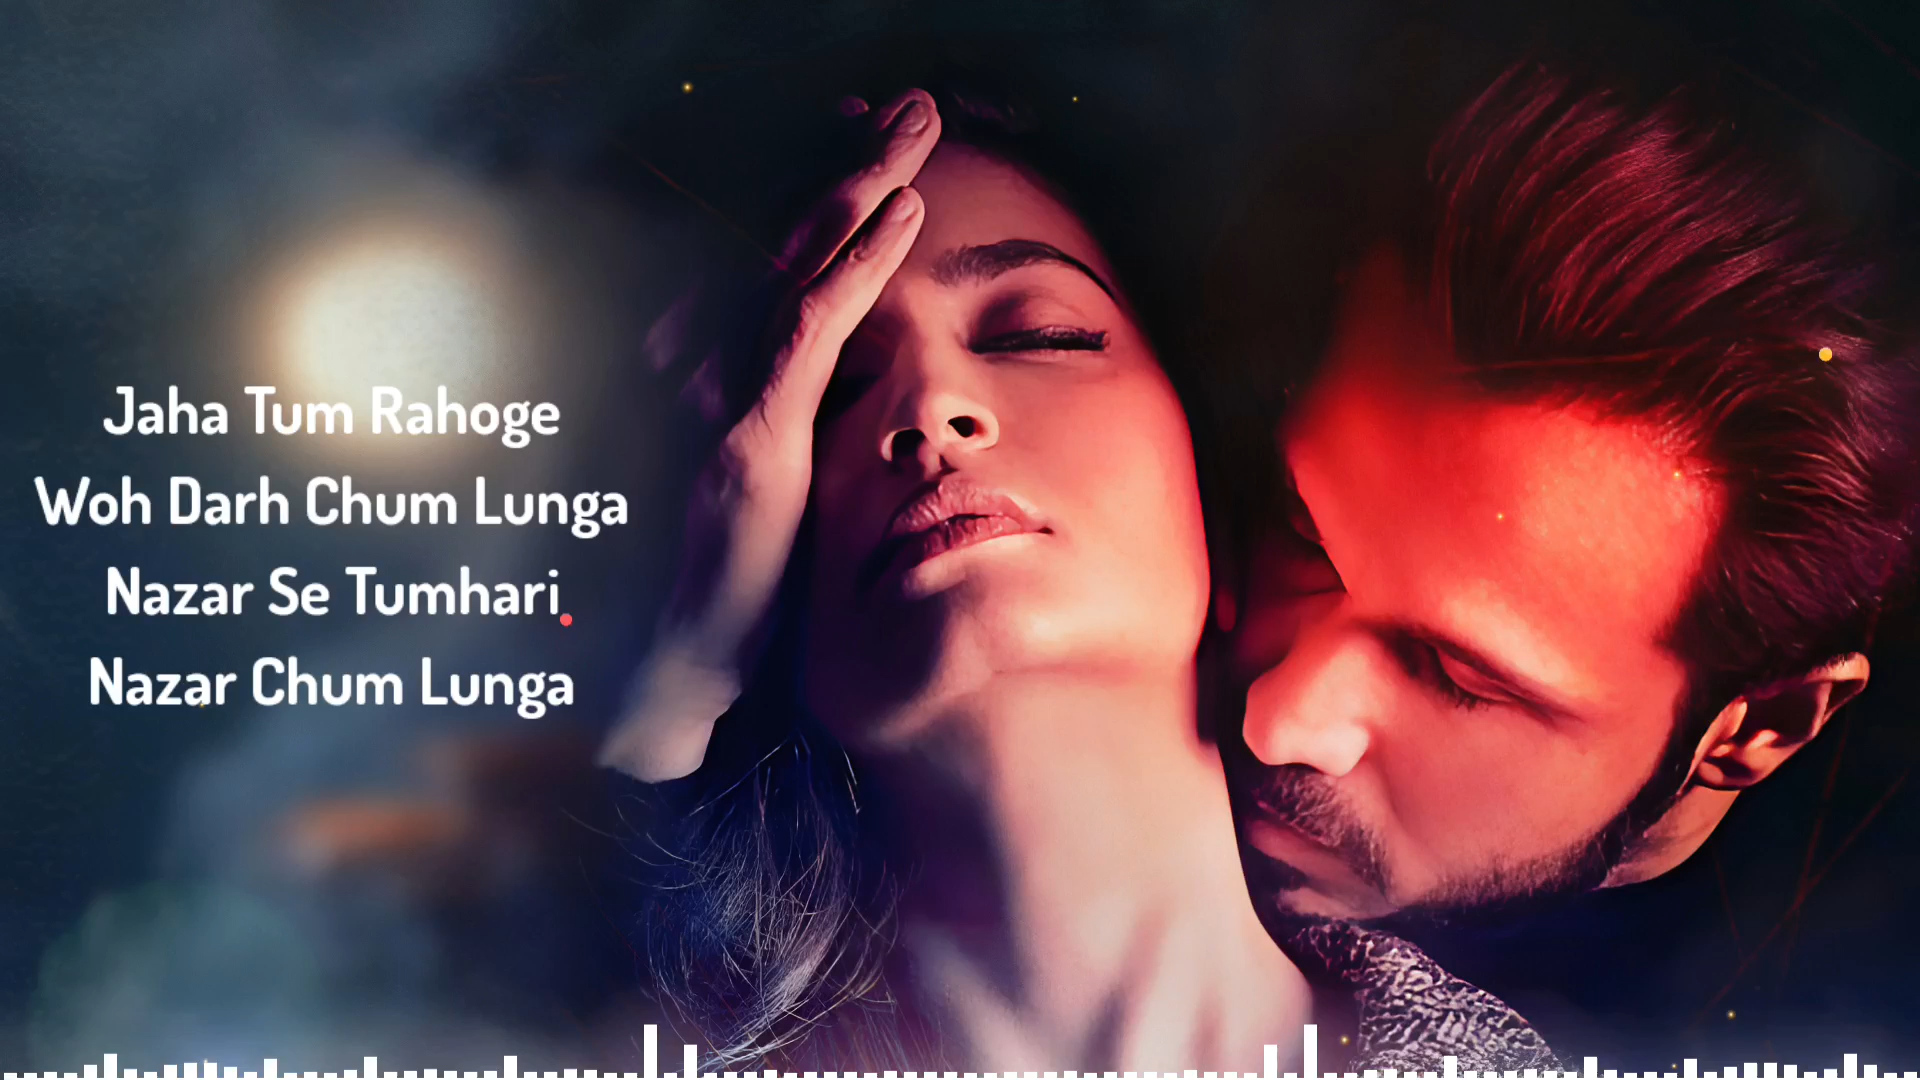 Jaha Tum Rahoge
Woh Darh Chum Lunga
Nazar Se Tumhari
Nazar Chum Lunga